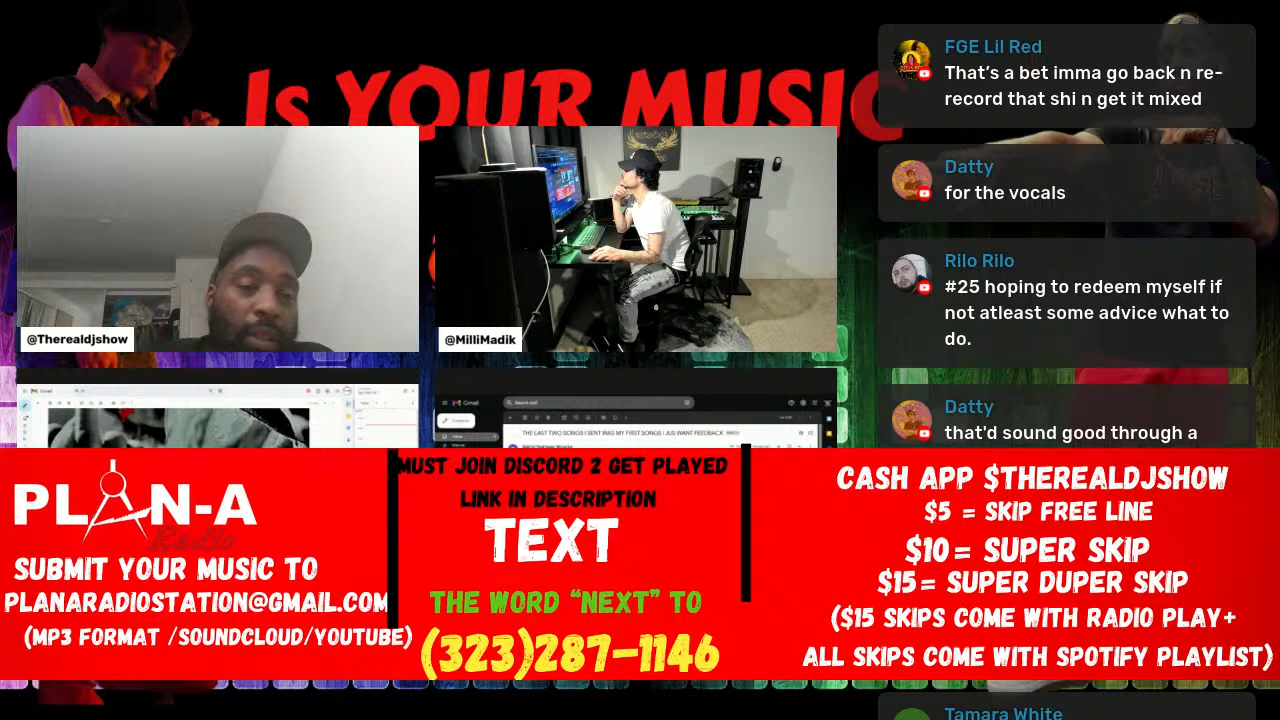 Is YOUR MUSIC
FGE Lil Red
That's a bet imma go back n re-
record that shi n get it mixed
Datty
for the vocals
Rilo Rilo
#25 hoping to redeem myself if
not atleast some advice what to
do.
Datty
that'd sound good through a
@Therealdjshow
@MilliMadik
Gmail
Gmail
THE LAST TWO SONGS I SENT WAS MY FIRST SONGS I JUS WANT FEEDBACK
PLAN-A
Radio
SUBMIT YOUR MUSIC TO
PLANARADIOSTATION@GMAIL.COM
(MP3 FORMAT /SOUNDCLOUD/YOUTUBE)
MUST JOIN DISCORD 2 GET PLAYED
LINK IN DESCRIPTION
TEXT
THE WORD “NEXT” TO
(323)287-1146
CASH APP $THEREALDJSHOW
$5 = SKIP FREE LINE
$10= SUPER SKIP
$15= SUPER DUPER SKIP
($15 SKIPS COME WITH RADIO PLAY+
ALL SKIPS COME WITH SPOTIFY PLAYLIST)
Tamara White